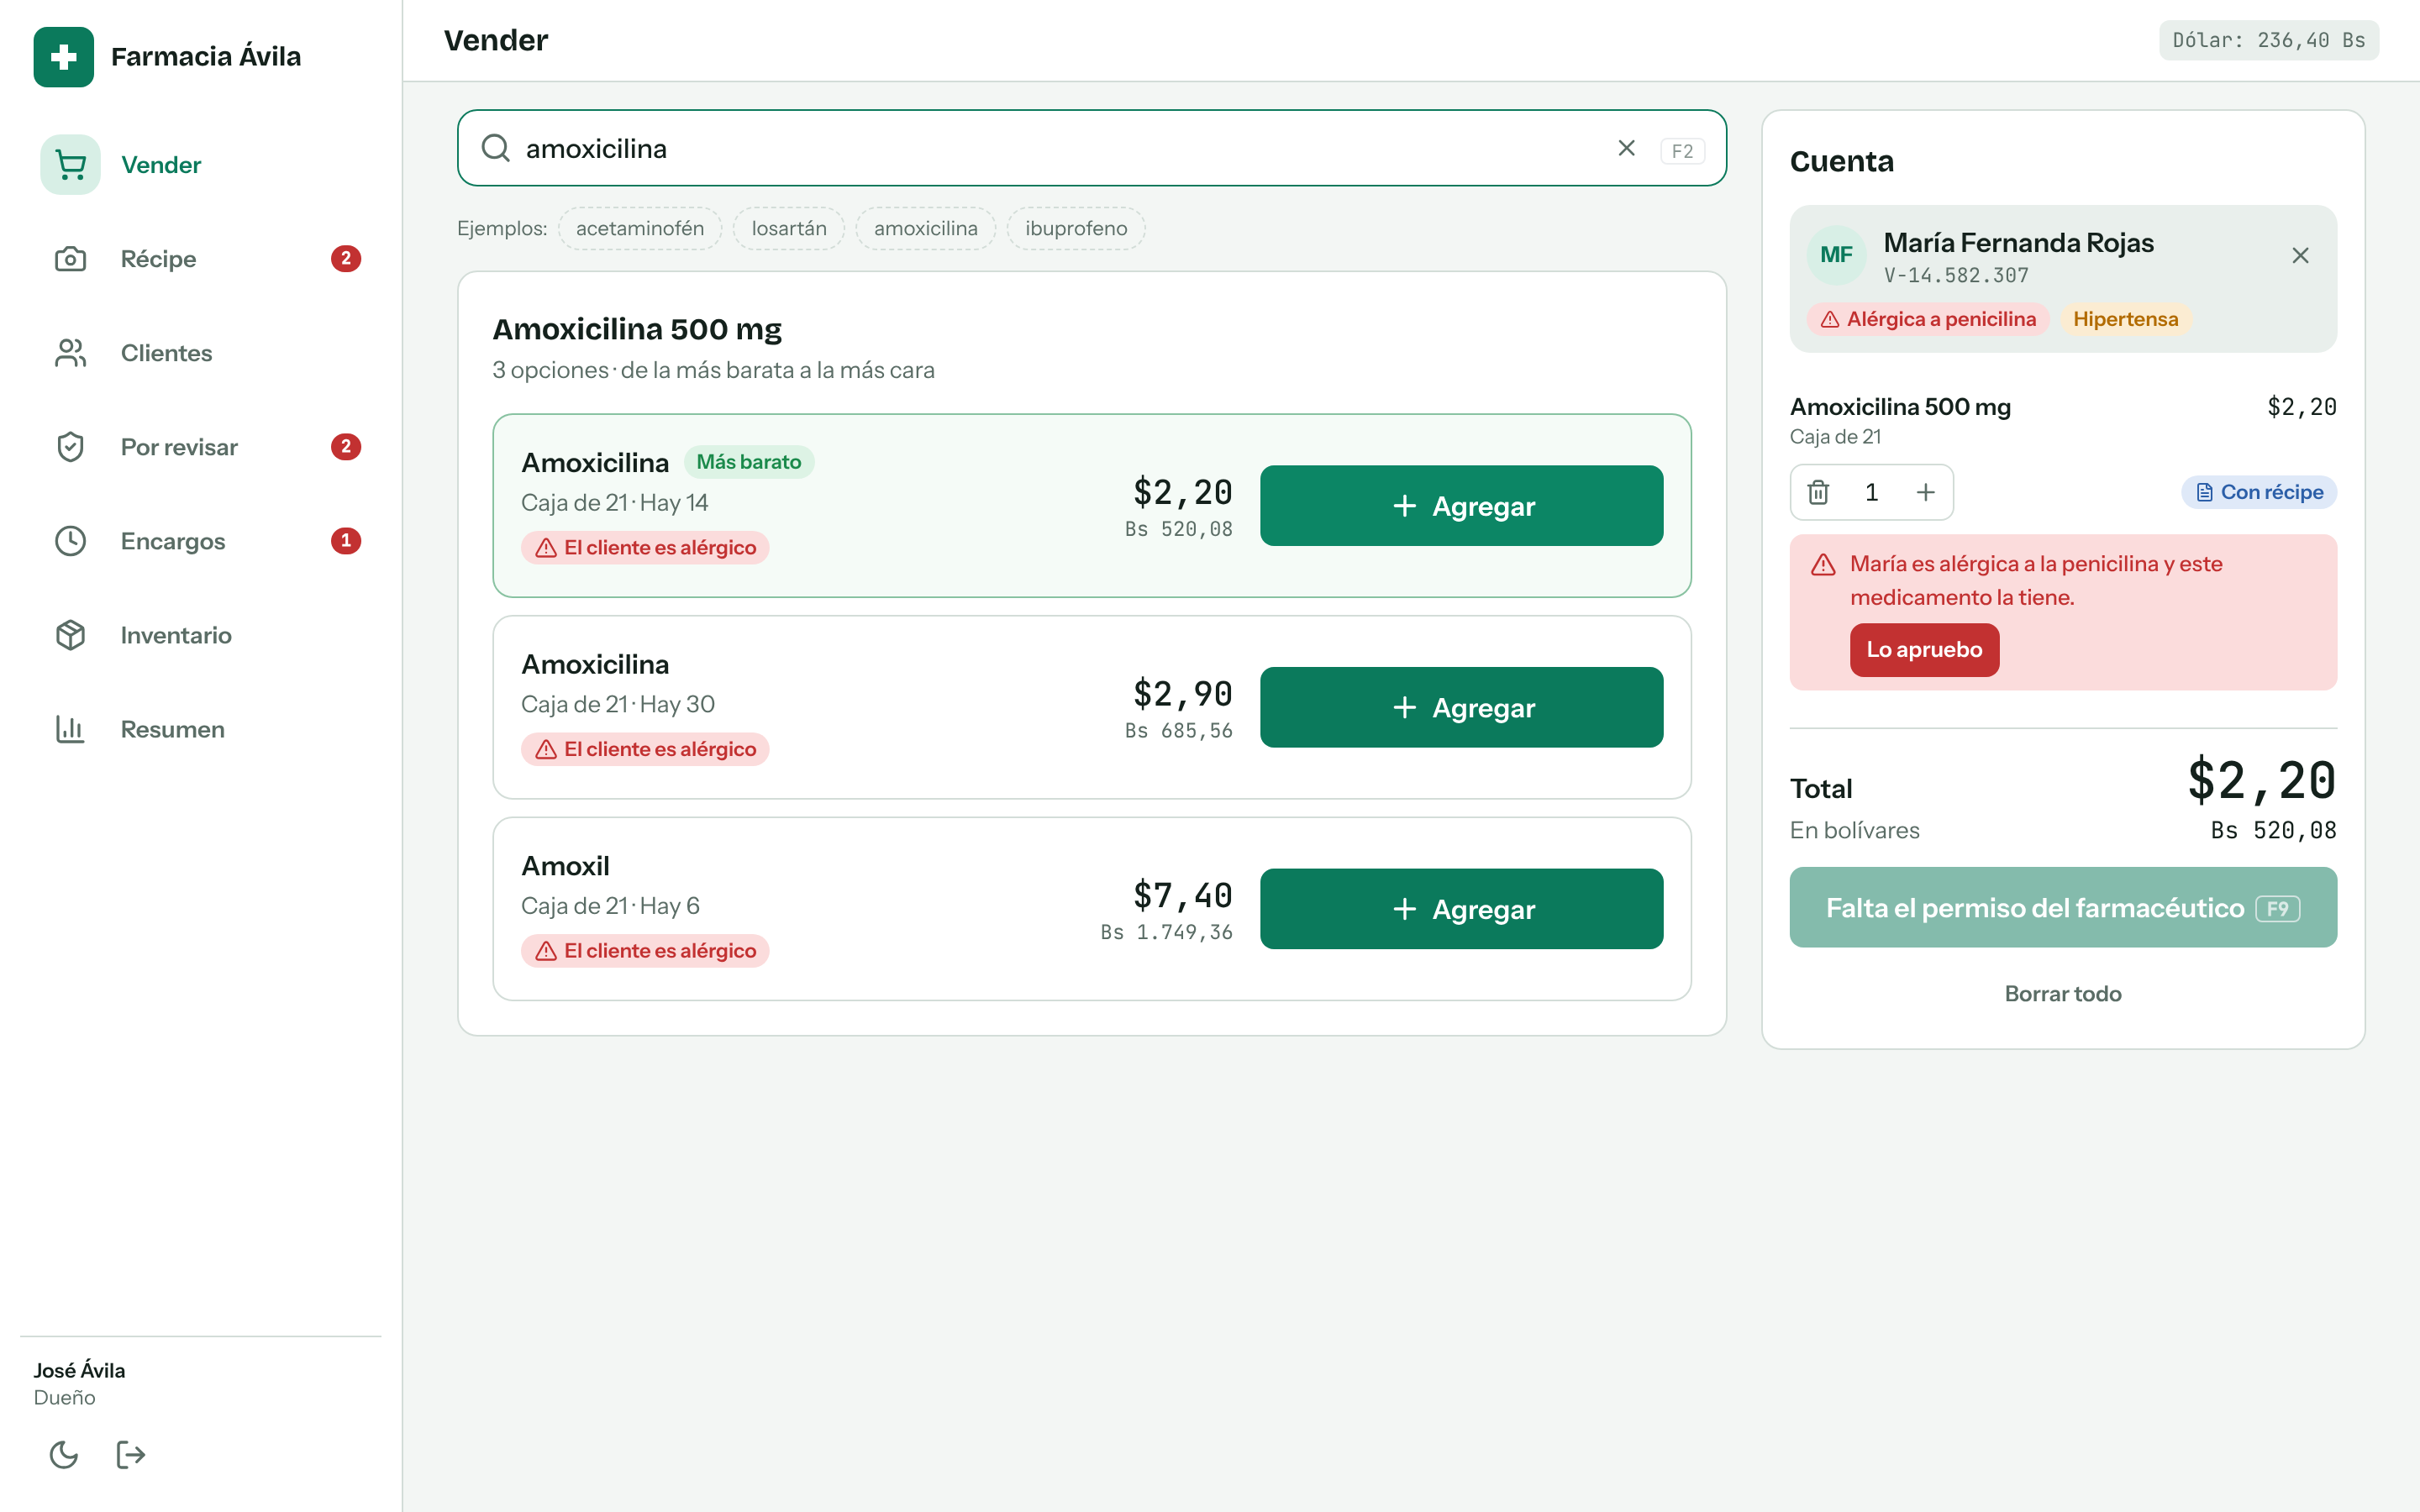 Farmacia Ávila
Vender
Récipe 2
Clientes
Por revisar 2
Encargos 1
Inventario
Resumen
José Ávila
Dueño
Vender
Dólar: 236,40 Bs
amoxicilina F2
Ejemplos: acetaminofén losartán amoxicilina ibuprofeno
Amoxicilina 500 mg
3 opciones · de la más barata a la más cara
Amoxicilina Más barato
Caja de 21 · Hay 14
El cliente es alérgico
$2,20
Bs 520,08
+ Agregar
Amoxicilina
Caja de 21 · Hay 30
El cliente es alérgico
$2,90
Bs 685,56
+ Agregar
Amoxil
Caja de 21 · Hay 6
El cliente es alérgico
$7,40
Bs 1.749,36
+ Agregar
Cuenta
MF
María Fernanda Rojas
V-14.582.307
Alérgica a penicilina Hipertensa
Amoxicilina 500 mg $2,20
Caja de 21
1 + Con récipe
María es alérgica a la penicilina y este
medicamento la tiene.
Lo apruebo
Total $2,20
En bolívares Bs 520,08
Falta el permiso del farmacéutico F9
Borrar todo